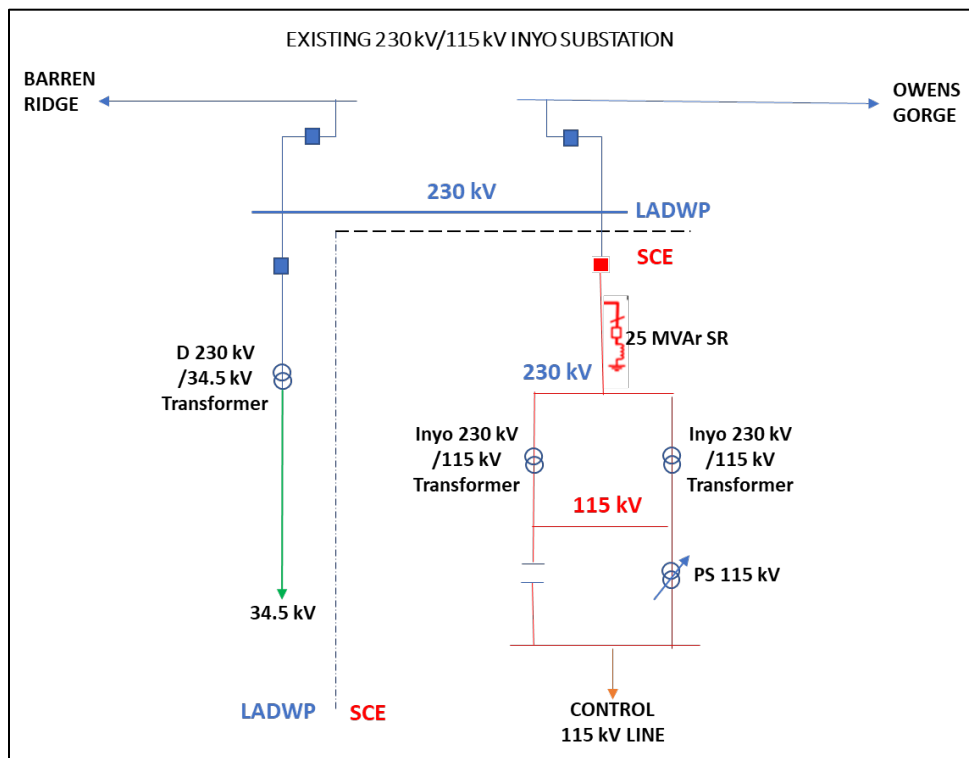 EXISTING 230 kV/115 kV INYO SUBSTATION
BARREN
RIDGE
OWENS
GORGE
230 kV
LADWP
SCE
25 MVAr SR
D 230 kV
/34.5 kV
Transformer
230 kV
Inyo 230 kV
/115 kV
Transformer
Inyo 230 kV
/115 kV
Transformer
115 kV
PS 115 kV
34.5 kV
LADWP
SCE
CONTROL
115 kV LINE